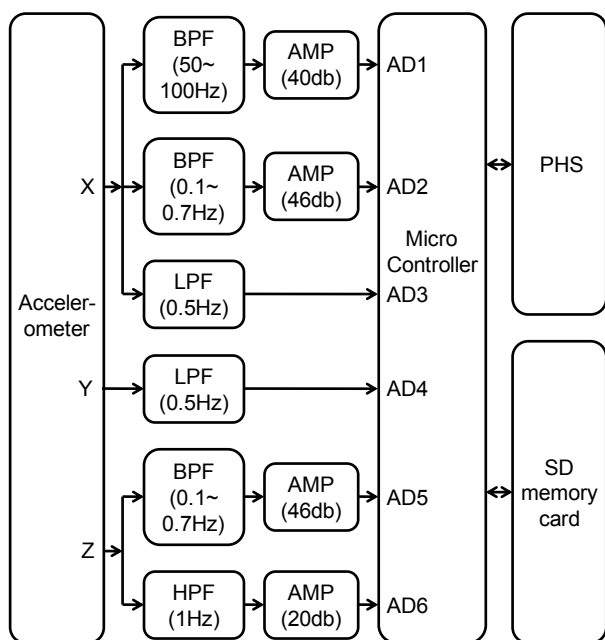 BPF
(50~
100Hz)
AMP
(40db)
AD1
X
BPF
(0.1~
0.7Hz)
AMP
(46db)
AD2
PHS
Micro
Controller
LPF
(0.5Hz)
AD3
Acceler-
ometer
Y
LPF
(0.5Hz)
AD4
BPF
(0.1~
0.7Hz)
AMP
(46db)
AD5
SD
memory
card
Z
HPF
(1Hz)
AMP
(20db)
AD6